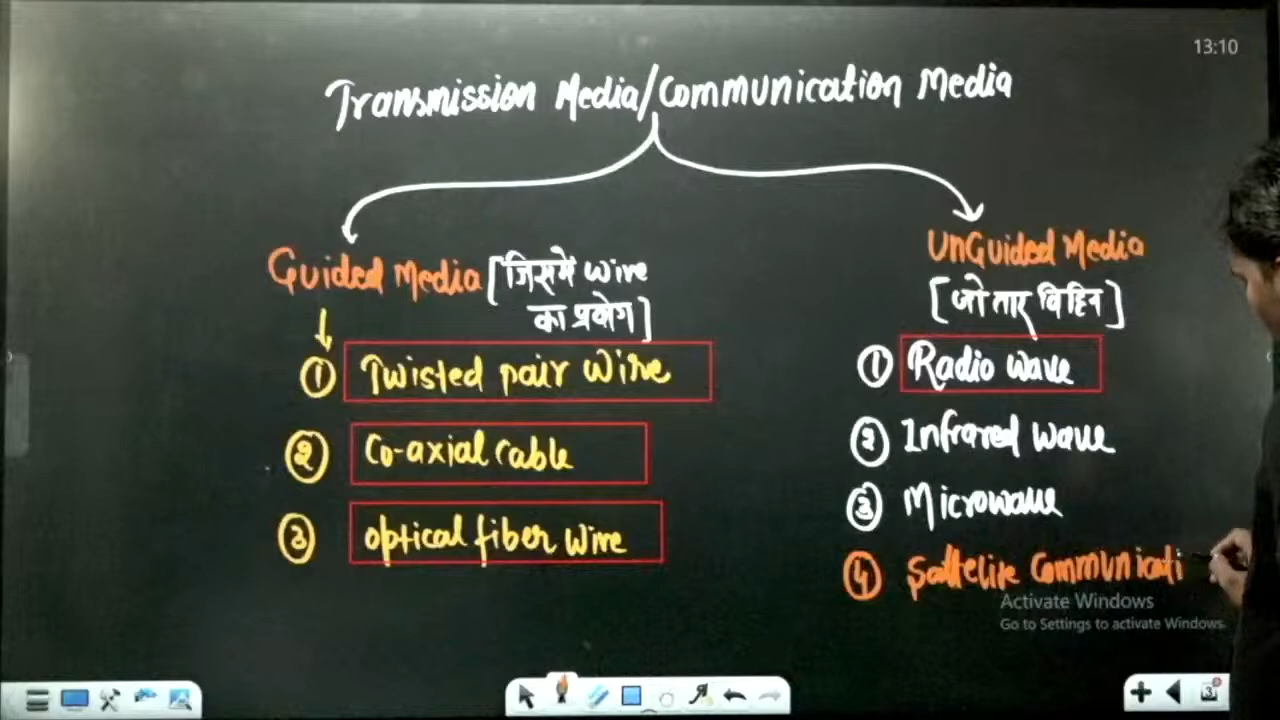 13:10
Transmission Media/Communication Media
Guided Media [जिसमे wire
का प्रयोग]
① Twisted pair wire
② Co-axial cable
③ optical fiber wire
UnGuided Media
[जो तार विहिन]
① Radio wave
② Infrared wave
③ Microwave
④ Sattelite Communicati
Activate Windows
Go to Settings to activate Windows.
3